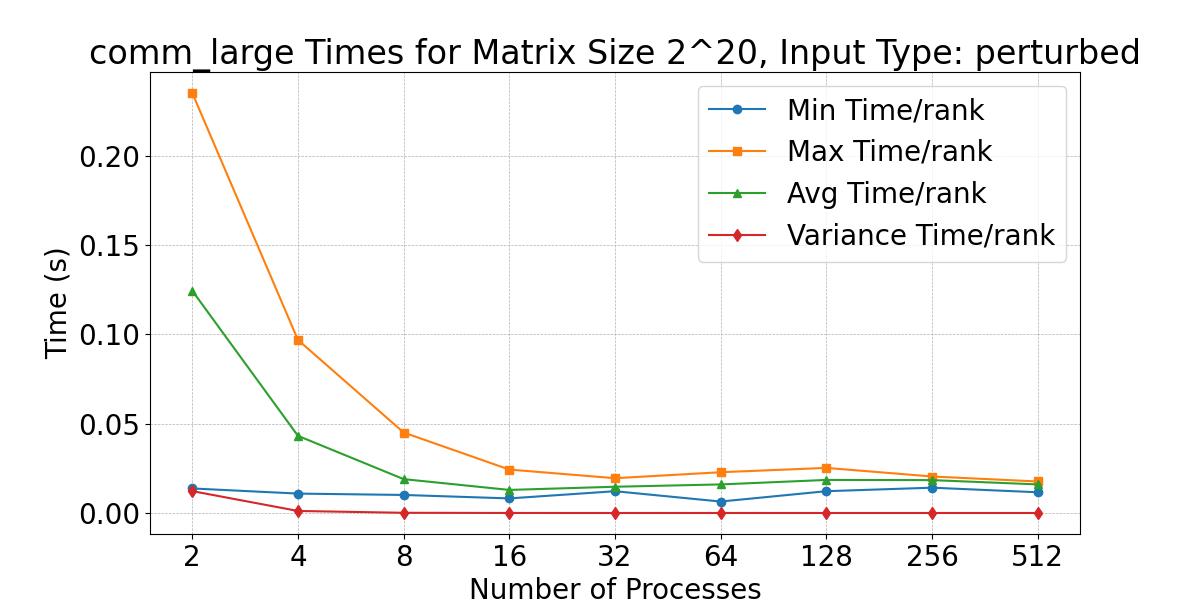 comm_large Times for Matrix Size 2^20, Input Type: perturbed
Min Time/rank
Max Time/rank
Avg Time/rank
Variance Time/rank
Time (s)
0.20
0.15
0.10
0.05
0.00
2 4 8 16 32 64 128 256 512
Number of Processes